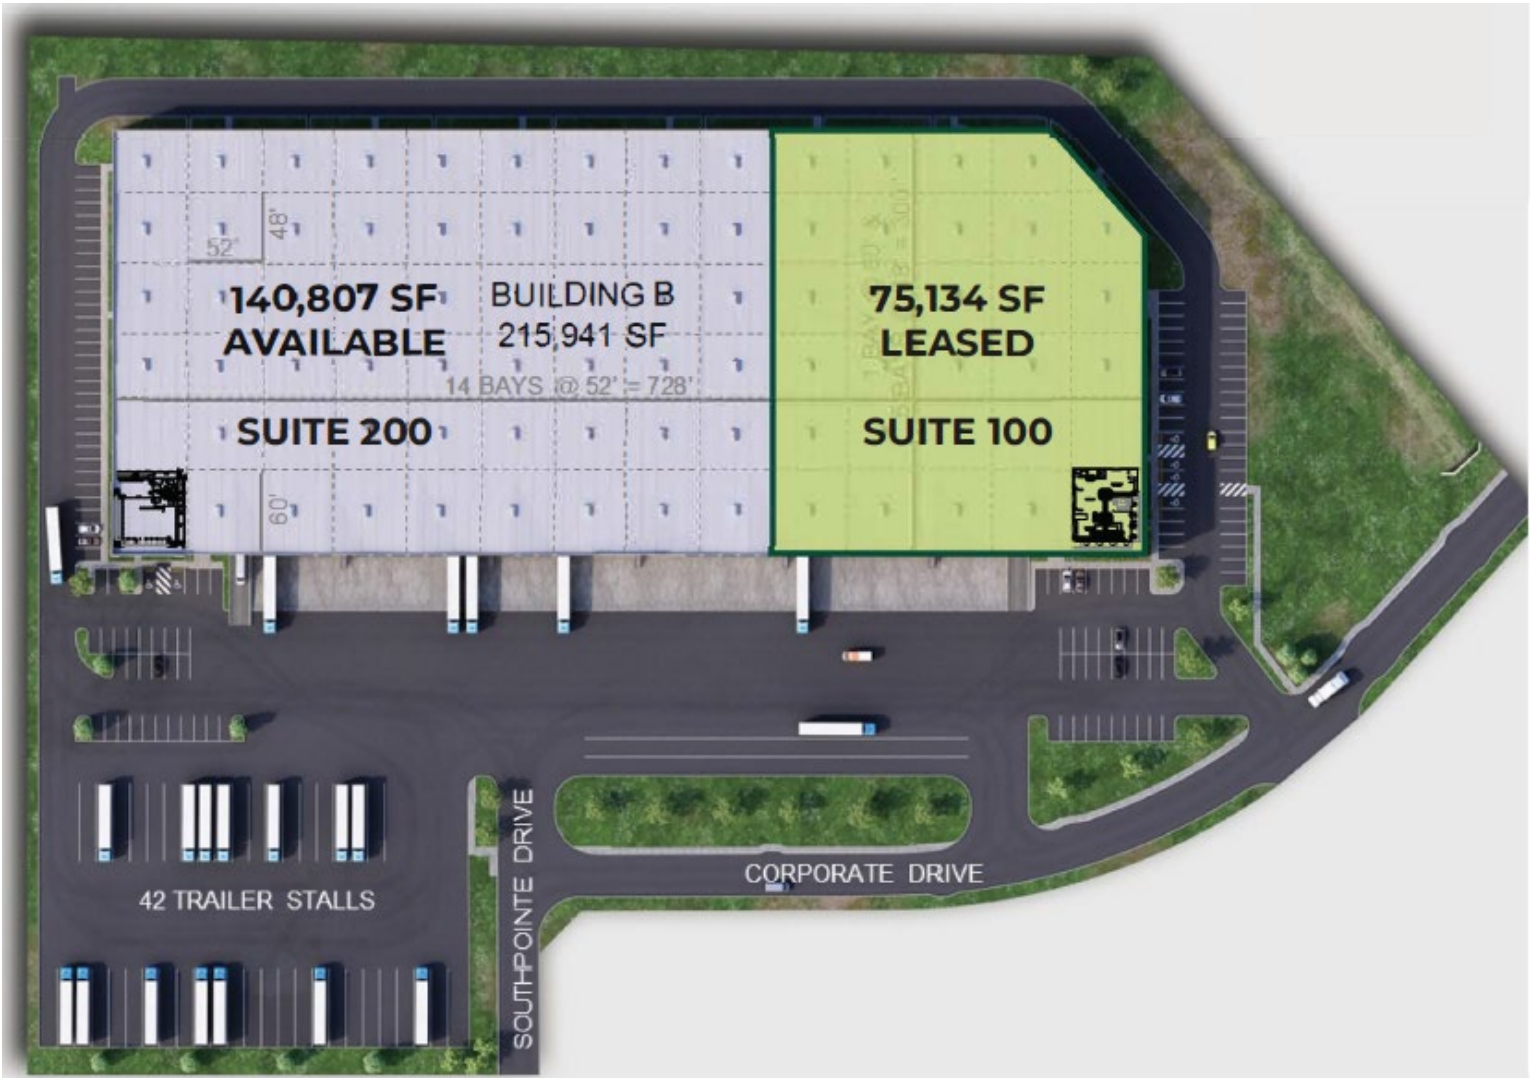 52'
48'
140,807 SF
AVAILABLE
BUILDING B
215,941 SF
14 BAYS @ 52' = 728'
SUITE 200
60'
75,134 SF
LEASED
SUITE 100
42 TRAILER STALLS
SOUTHPOINTE DRIVE
CORPORATE DRIVE